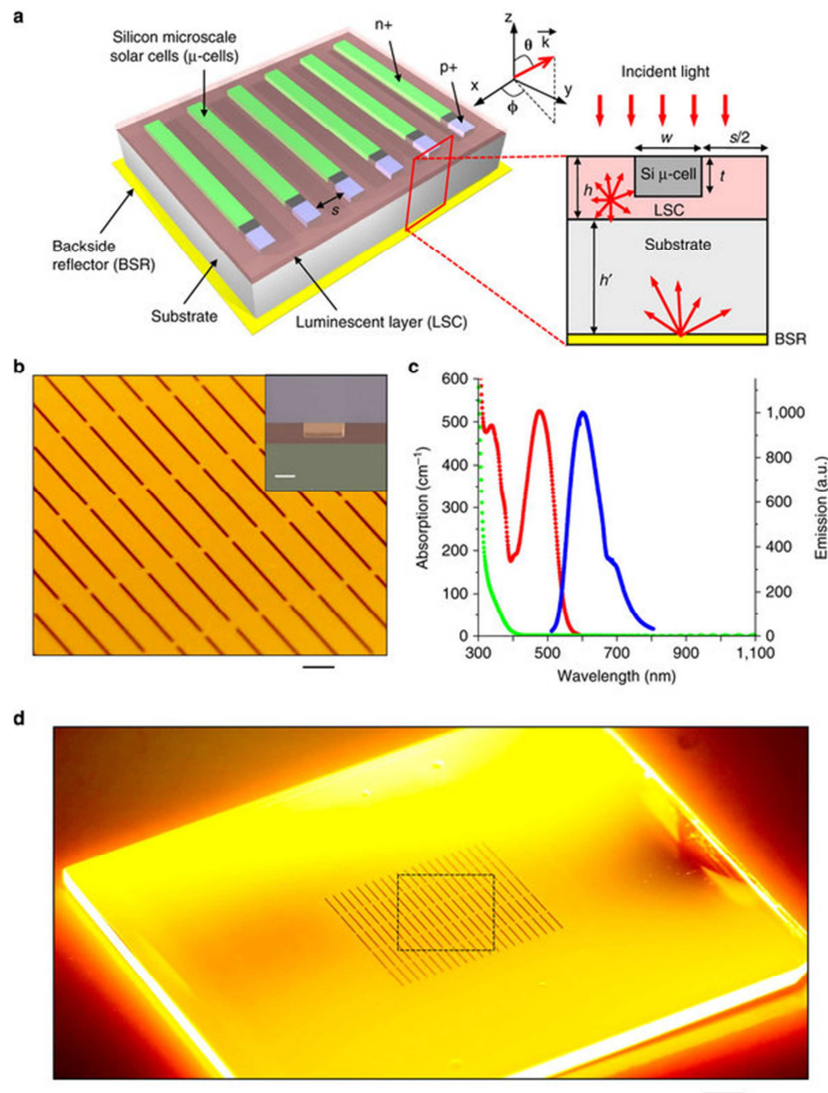 a
Silicon microscale
solar cells (μ-cells)
n+
p+
z
θ
k
x
y
ϕ
Incident light
w
s/2
Si μ-cell
t
h
LSC
Substrate
h′
BSR
s
Backside
reflector (BSR)
Substrate
Luminescent layer (LSC)
b
c
600
500
400
300
200
100
0
Absorption (cm⁻¹)
1,000
800
600
400
200
0
Emission (a.u.)
300
500
700
900
1,100
Wavelength (nm)
d